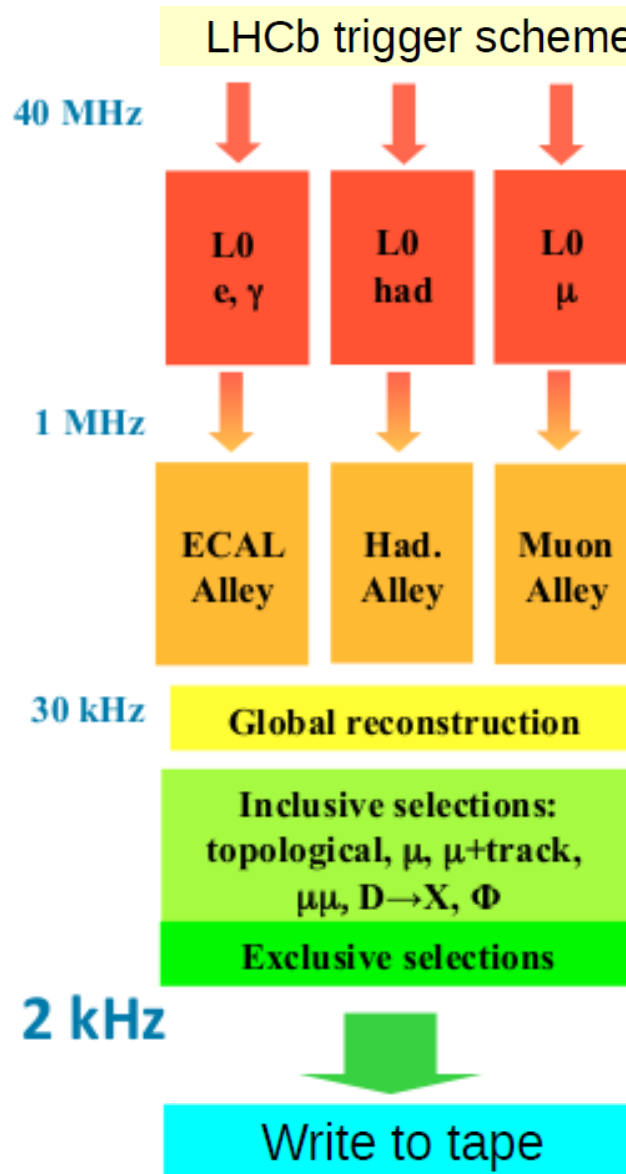 LHCb trigger scheme
40 MHz
L0
e, γ
L0
had
L0
μ
1 MHz
ECAL
Alley
Had.
Alley
Muon
Alley
30 kHz
Global reconstruction
Inclusive selections:
topological, μ, μ+track,
μμ, D→X, Φ
Exclusive selections
2 kHz
Write to tape